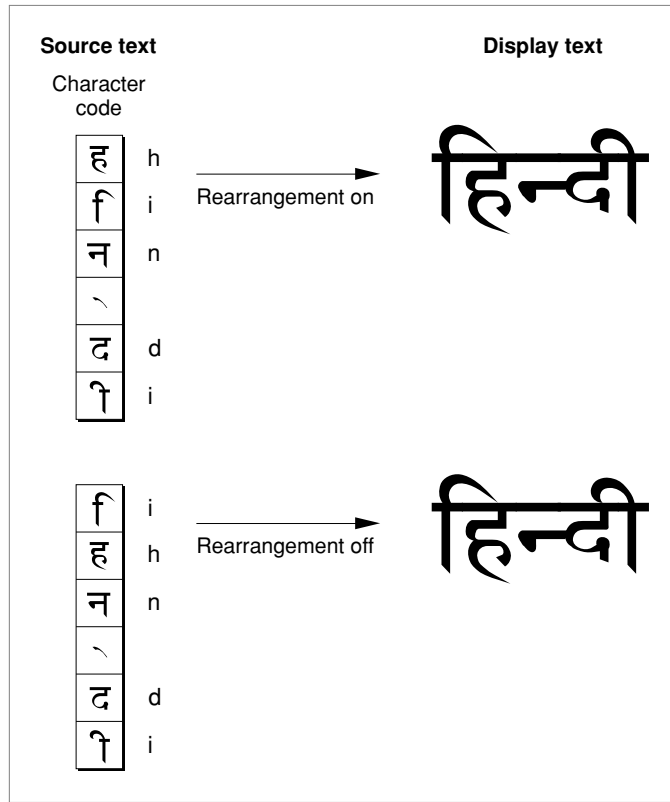 Source text Display text
Character
code
ह h
ि i
Rearrangement on
हिन्दी
न n
्
द d
ी i
ि i
ह h
Rearrangement off
हिन्दी
न n
्
द d
ी i